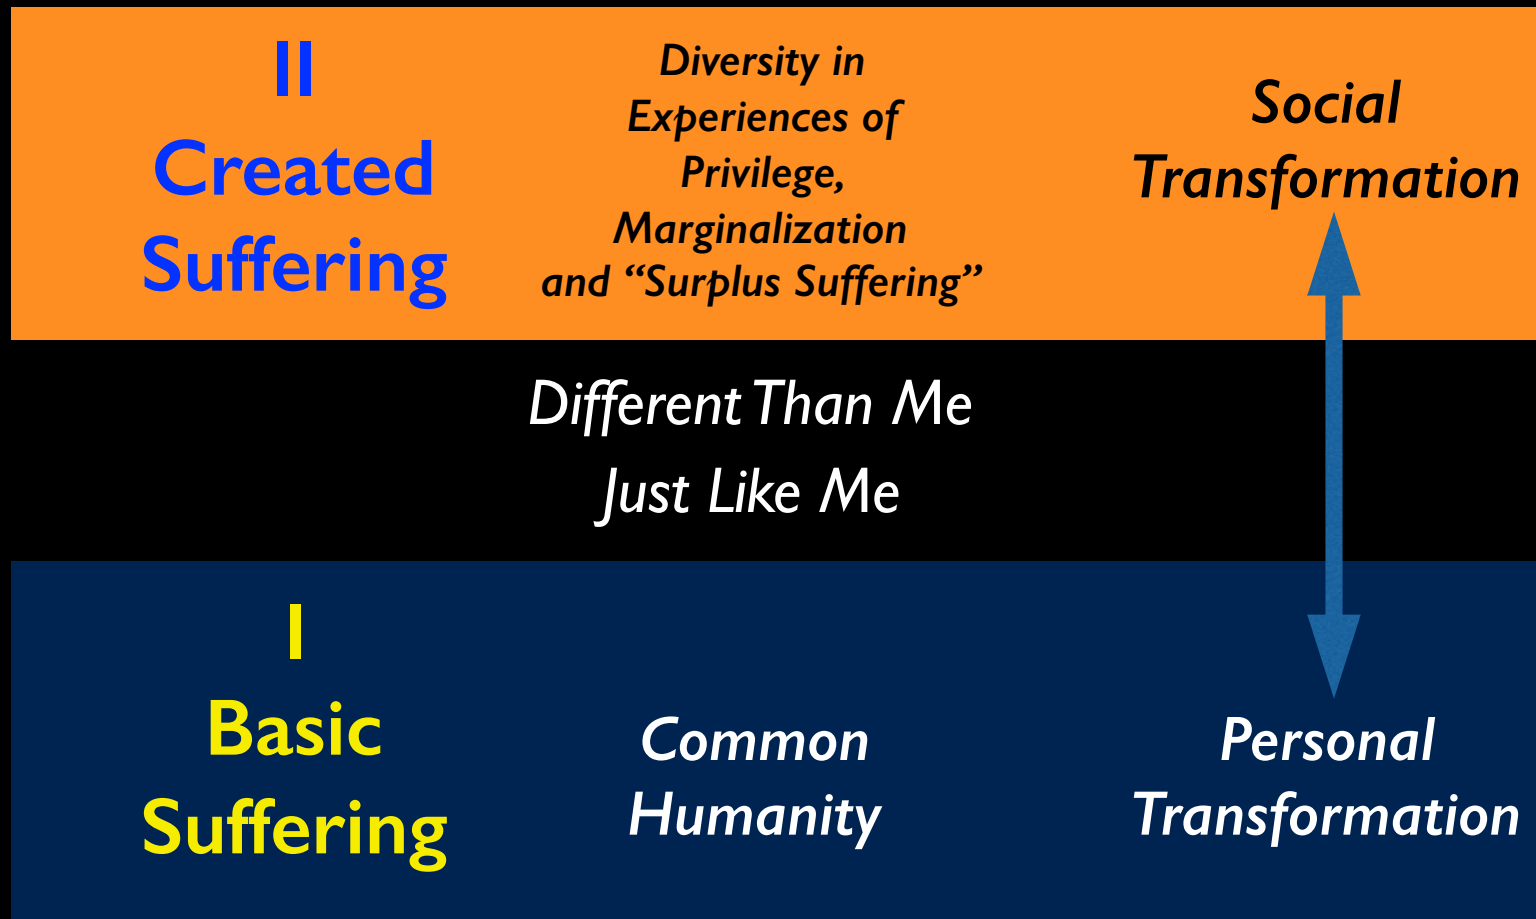 II
Created
Suffering
Diversity in
Experiences of
Privilege,
Marginalization
and “Surplus Suffering”
Social
Transformation
Different Than Me
Just Like Me
I
Basic
Suffering
Common
Humanity
Personal
Transformation